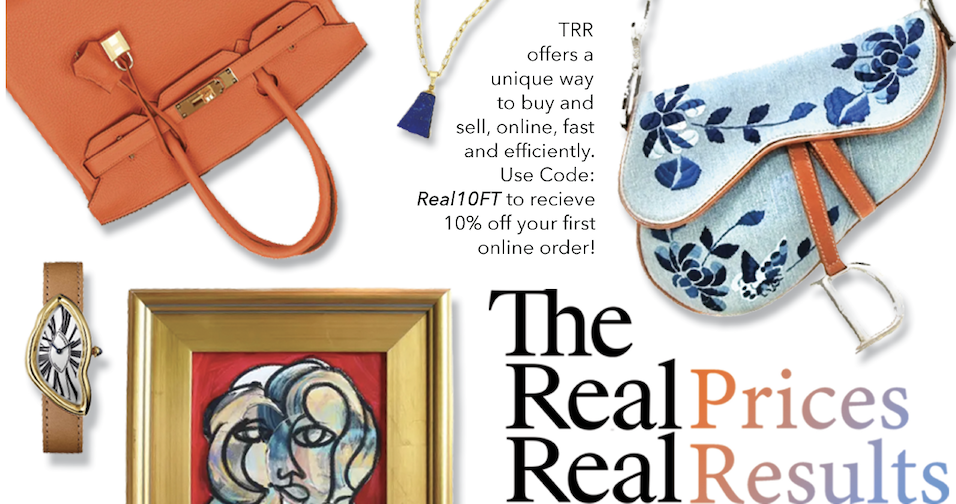 TRR
offers a
unique way
to buy and
sell, online, fast
and efficiently.
Use Code:
Real10FT to recieve
10% off your first
online order!
The
Real Prices
Real Results